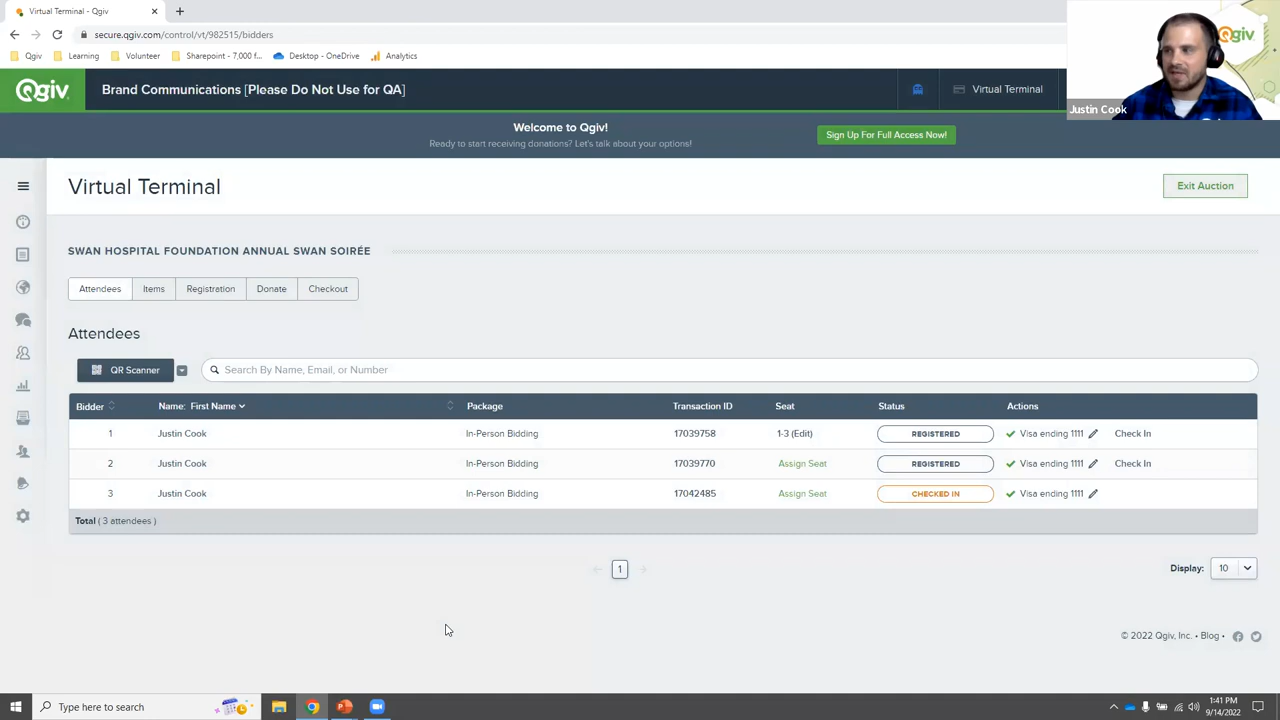 Virtual Terminal - Qgiv
secure.qgiv.com/control/vt/982515/bidders
Qgiv Learning Volunteer Sharepoint - 7,000 f... Desktop - OneDrive Analytics
Qgiv.
Justin Cook
Qgiv Brand Communications [Please Do Not Use for QA] Virtual Terminal
Welcome to Qgiv!
Ready to start receiving donations? Let's talk about your options!
Sign Up For Full Access Now!
Virtual Terminal
Exit Auction
SWAN HOSPITAL FOUNDATION ANNUAL SWAN SOIRÉE
Attendees Items Registration Donate Checkout
Attendees
QR Scanner Search By Name, Email, or Number
Bidder Name: First Name Package Transaction ID Seat Status Actions
1 Justin Cook In-Person Bidding 17039758 1-3 (Edit) REGISTERED Visa ending 1111 Check In
2 Justin Cook In-Person Bidding 17039770 Assign Seat REGISTERED Visa ending 1111 Check In
3 Justin Cook In-Person Bidding 17042485 Assign Seat CHECKED IN Visa ending 1111
Total ( 3 attendees )
1
Display: 10
© 2022 Qgiv, Inc. • Blog •
Type here to search
1:41 PM
9/14/2022